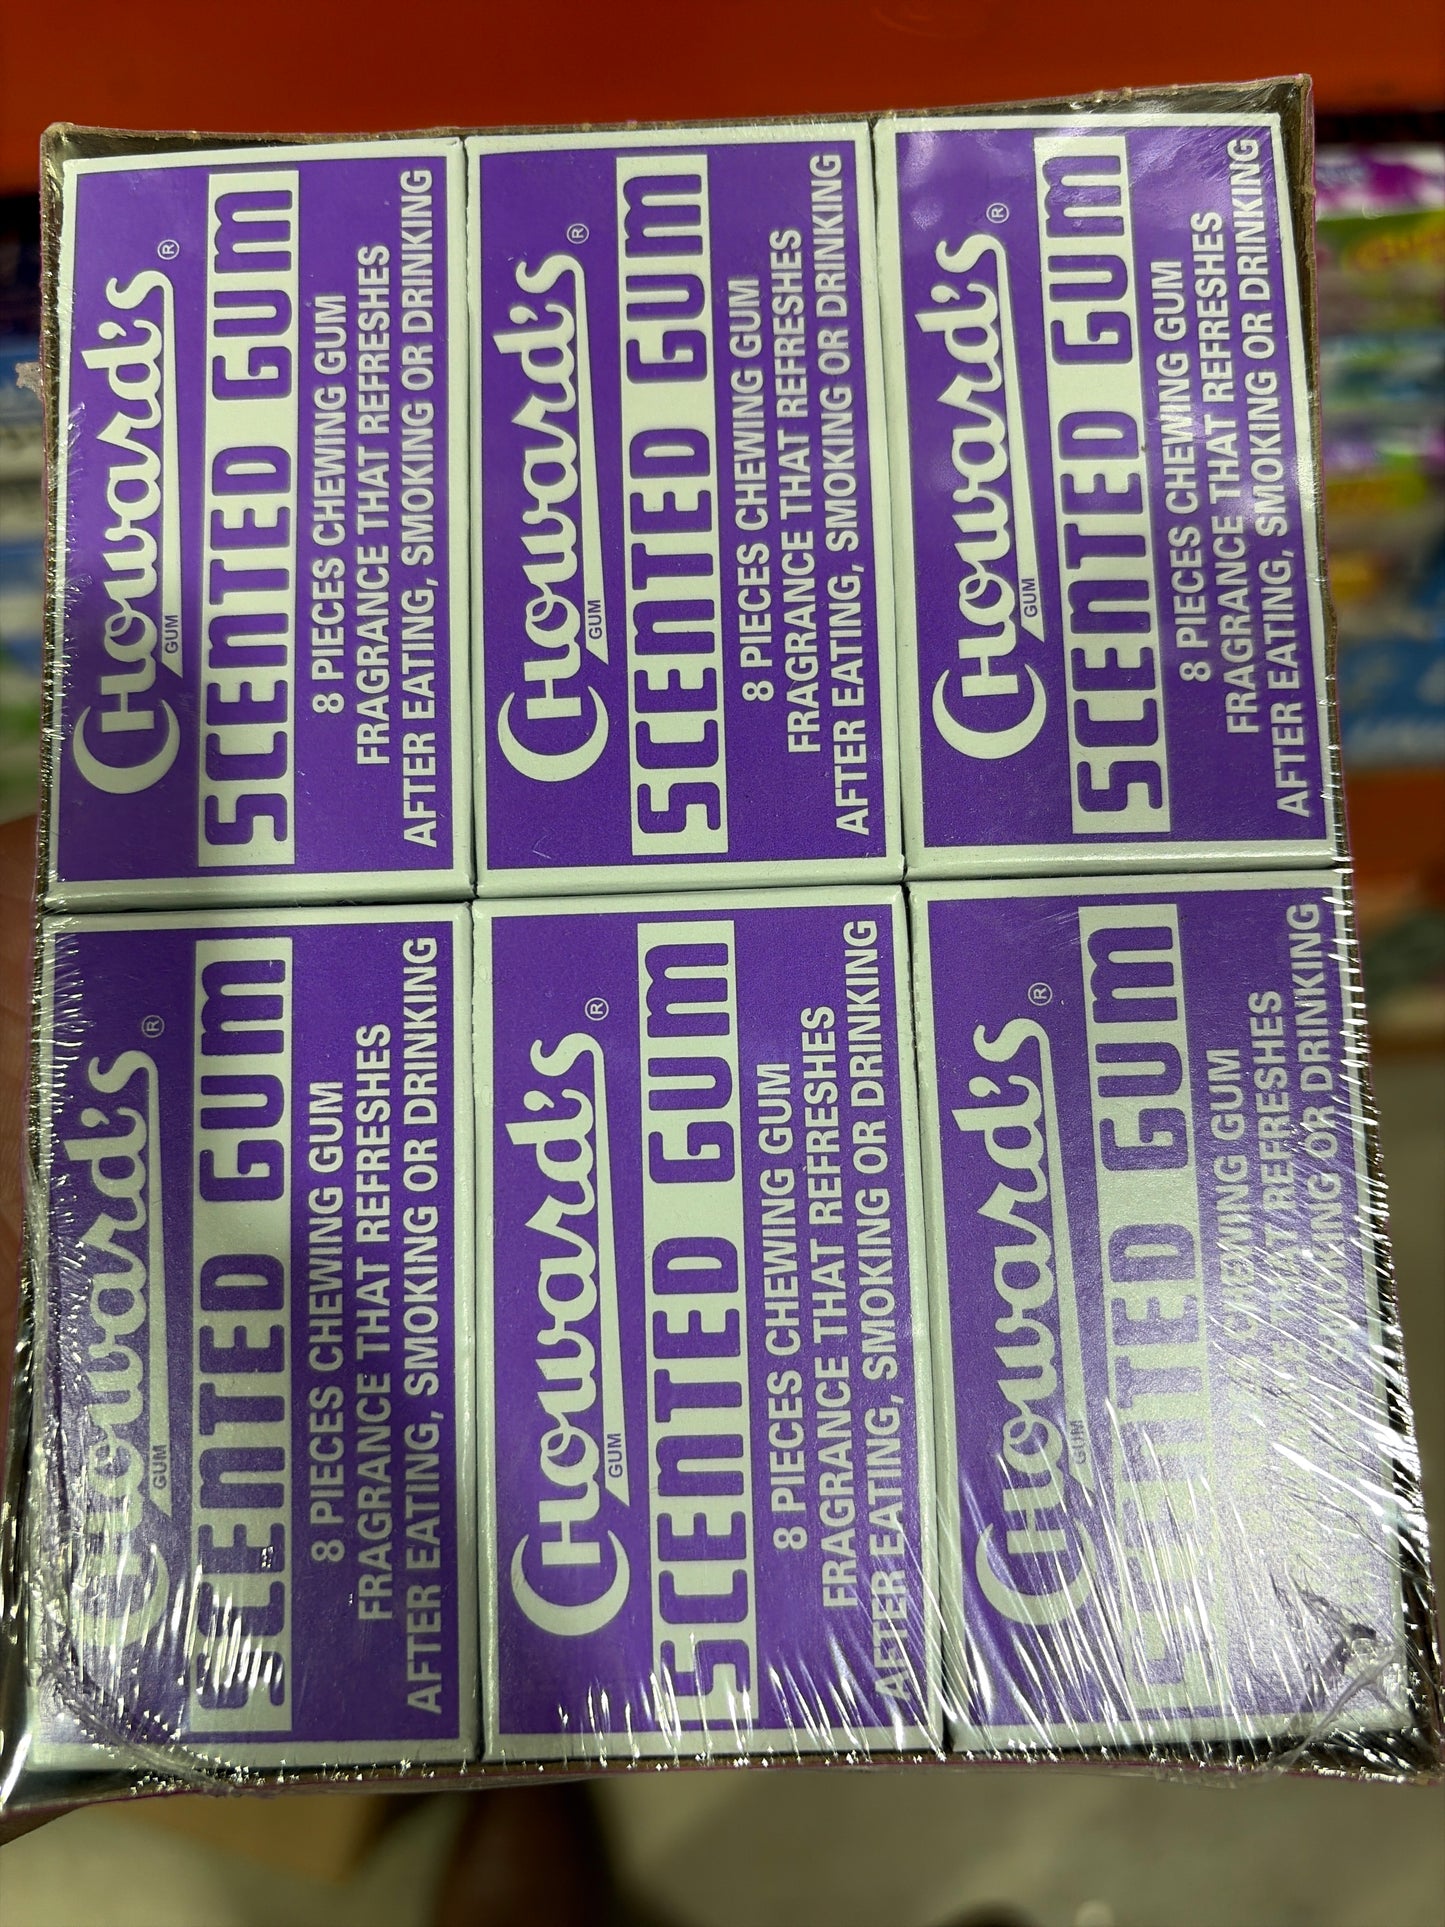 CHoward's ®
GUM
SCENTED GUM
8 PIECES CHEWING GUM
FRAGRANCE THAT REFRESHES
AFTER EATING, SMOKING OR DRINKING
CHoward's ®
GUM
SCENTED GUM
8 PIECES CHEWING GUM
FRAGRANCE THAT REFRESHES
AFTER EATING, SMOKING OR DRINKING
CHoward's ®
GUM
SCENTED GUM
8 PIECES CHEWING GUM
FRAGRANCE THAT REFRESHES
AFTER EATING, SMOKING OR DRINKING
CHoward's ®
GUM
SCENTED GUM
8 PIECES CHEWING GUM
FRAGRANCE THAT REFRESHES
AFTER EATING, SMOKING OR DRINKING
CHoward's ®
GUM
SCENTED GUM
8 PIECES CHEWING GUM
FRAGRANCE THAT REFRESHES
AFTER EATING, SMOKING OR DRINKING
CHoward's ®
GUM
SCENTED GUM
CHEWING GUM
THAT REFRESHES
SMOKING OR DRINKING